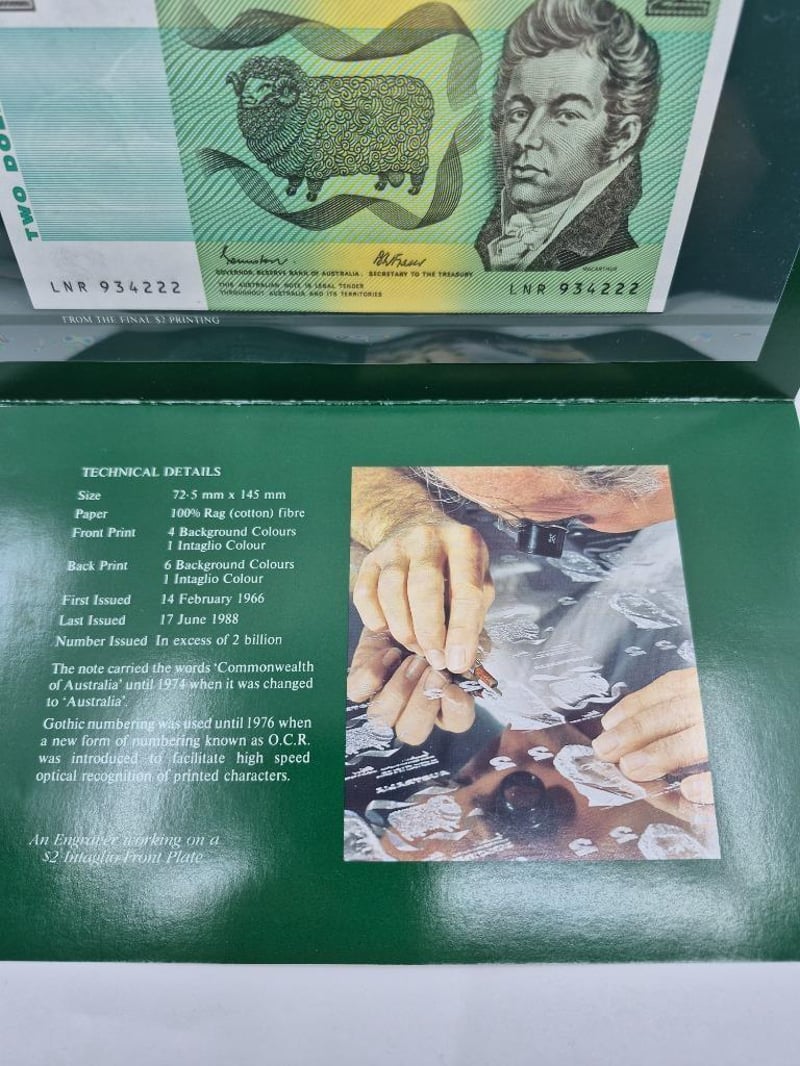 TWO DO
Johnston. BWFraser
GOVERNOR, RESERVE BANK OF AUSTRALIA. SECRETARY TO THE TREASURY
MACARTHUR
THIS AUSTRALIAN NOTE IS LEGAL TENDER
THROUGHOUT AUSTRALIA AND ITS TERRITORIES
LNR 934222
LNR 934222
FROM THE FINAL $2 PRINTING
TECHNICAL DETAILS
Size 72·5 mm x 145 mm
Paper 100% Rag (cotton) fibre
Front Print 4 Background Colours
1 Intaglio Colour
Back Print 6 Background Colours
1 Intaglio Colour
First Issued 14 February 1966
Last Issued 17 June 1988
Number Issued In excess of 2 billion
The note carried the words ‘Commonwealth
of Australia’ until 1974 when it was changed
to ‘Australia’.
Gothic numbering was used until 1976 when
a new form of numbering known as O.C.R.
was introduced to facilitate high speed
optical recognition of printed characters.
An Engraver working on a
$2 Intaglio Front Plate